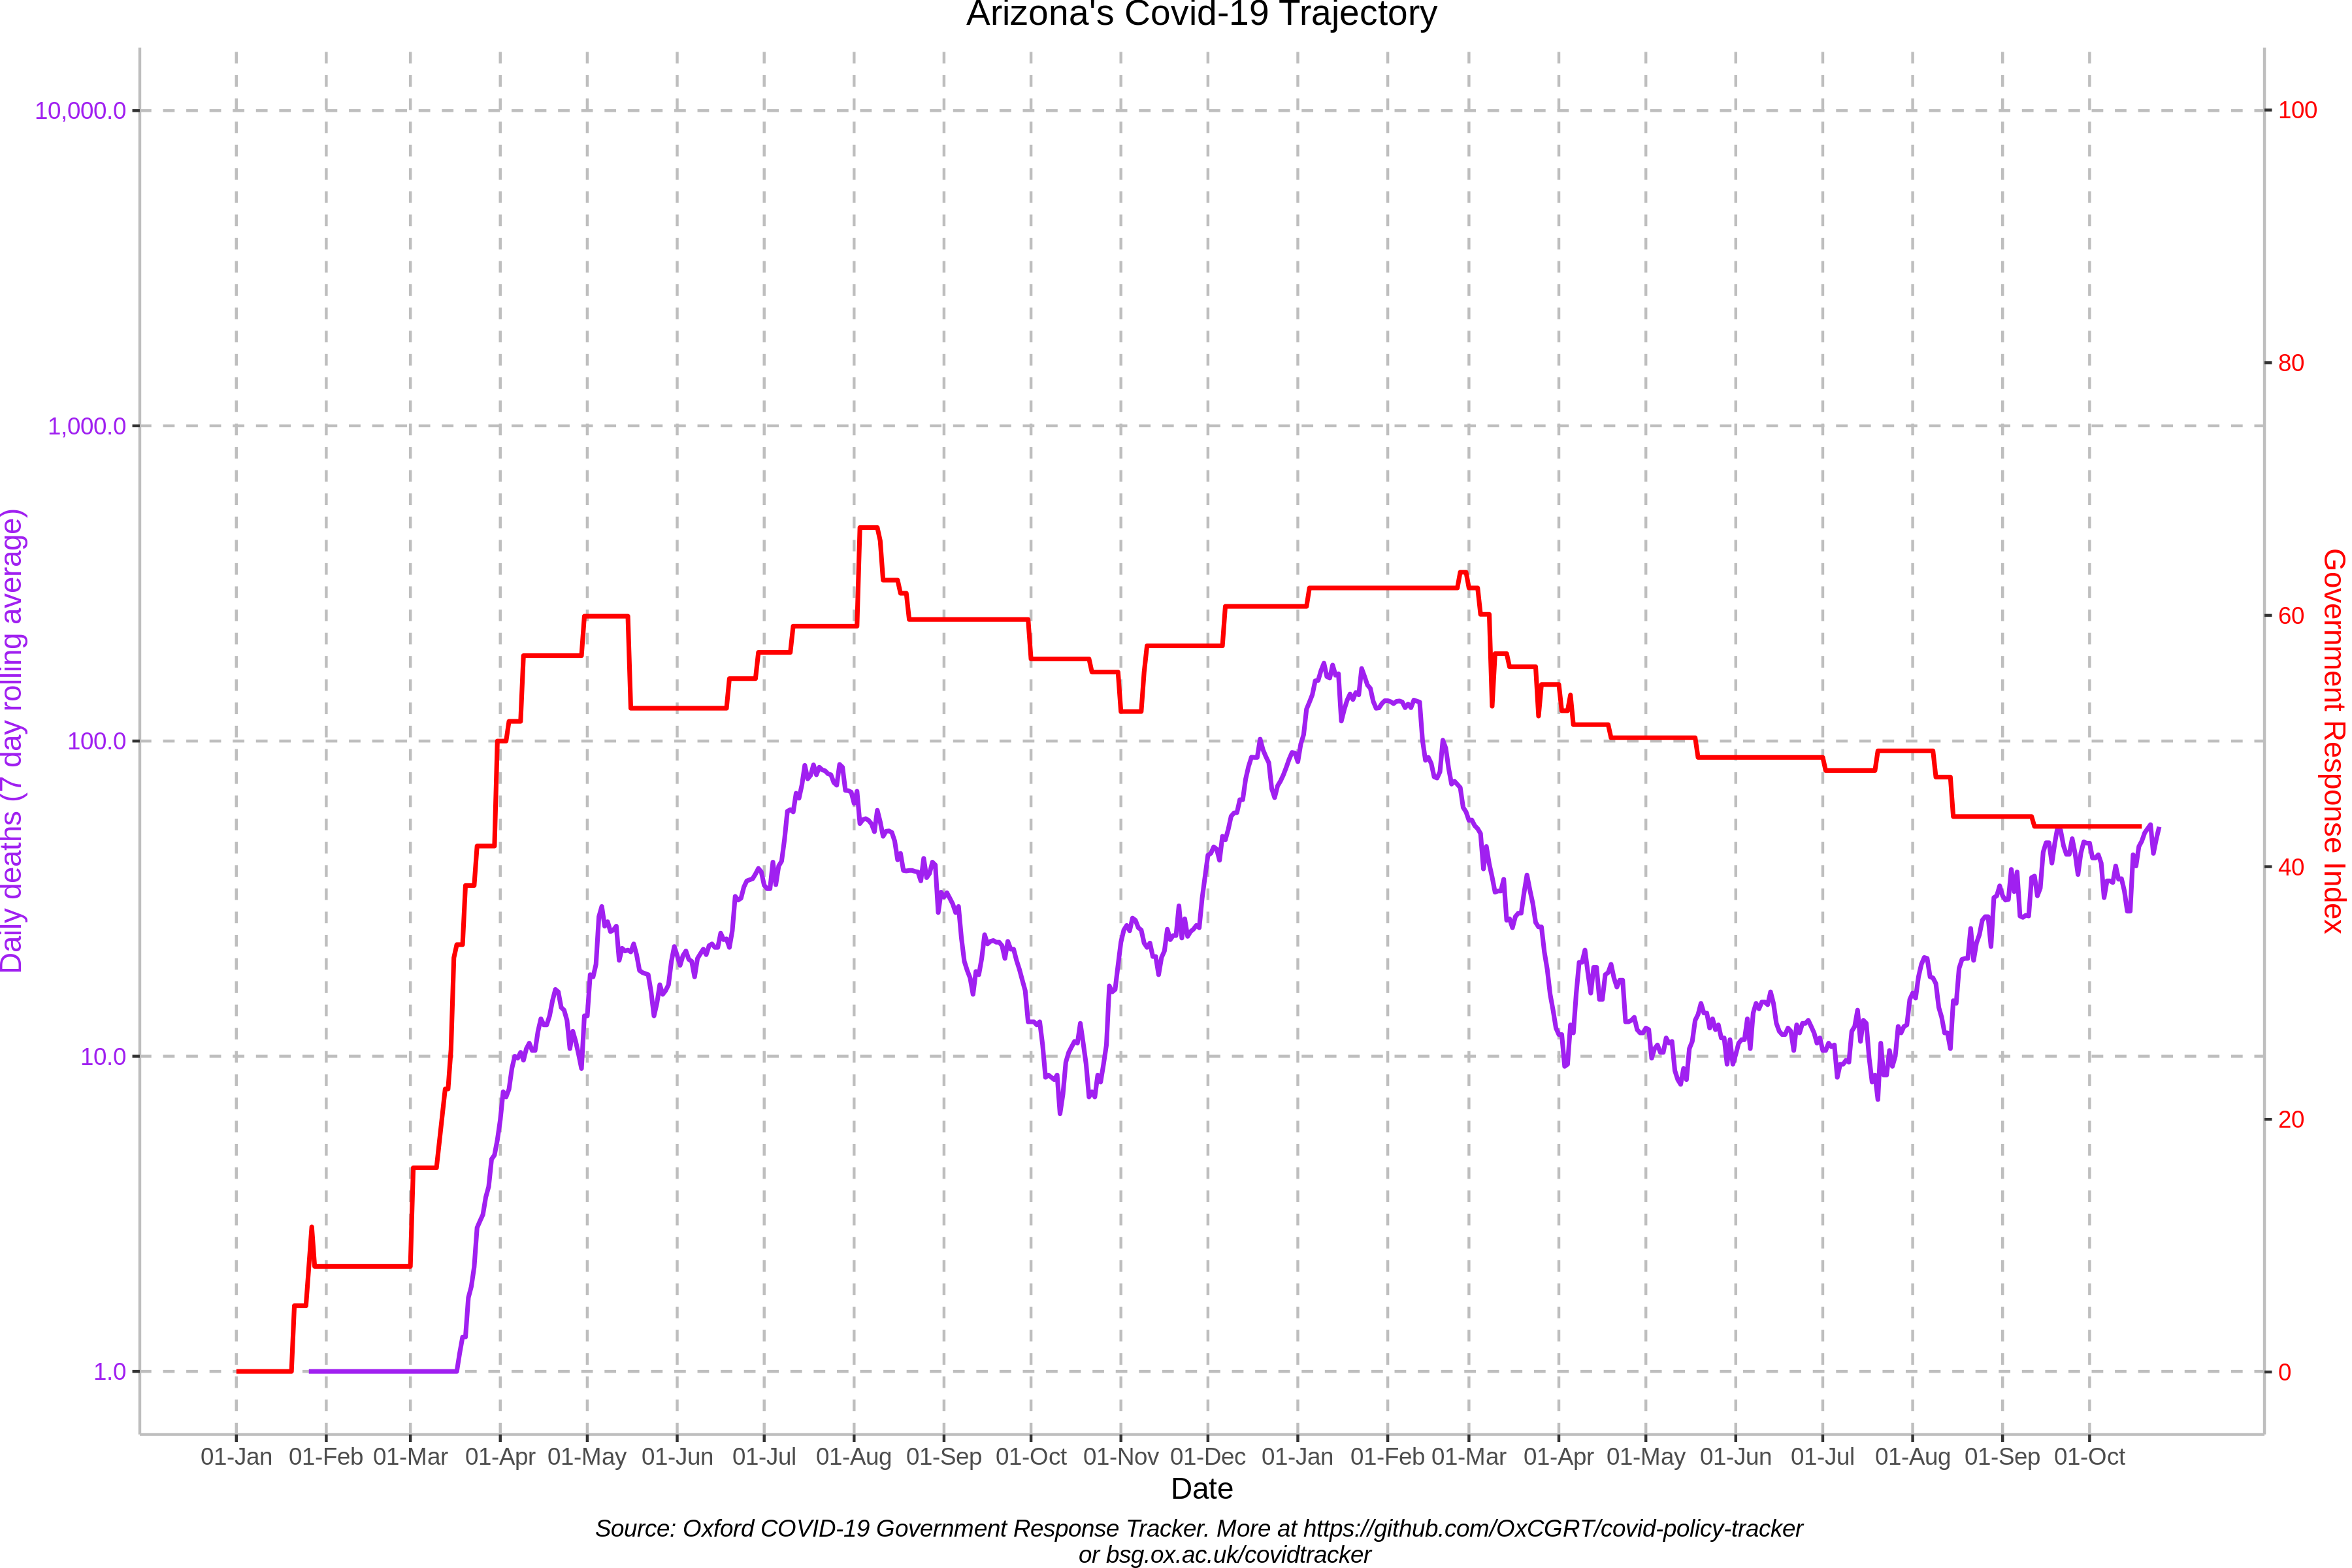 Arizona's Covid-19 Trajectory
10,000.0
1,000.0
100.0
10.0
1.0
Daily deaths (7 day rolling average)
100
80
60
40
20
0
Government Response Index
01-Jan 01-Feb 01-Mar 01-Apr 01-May 01-Jun 01-Jul 01-Aug 01-Sep 01-Oct 01-Nov 01-Dec 01-Jan 01-Feb 01-Mar 01-Apr 01-May 01-Jun 01-Jul 01-Aug 01-Sep 01-Oct
Date
Source: Oxford COVID-19 Government Response Tracker. More at https://github.com/OxCGRT/covid-policy-tracker
or bsg.ox.ac.uk/covidtracker